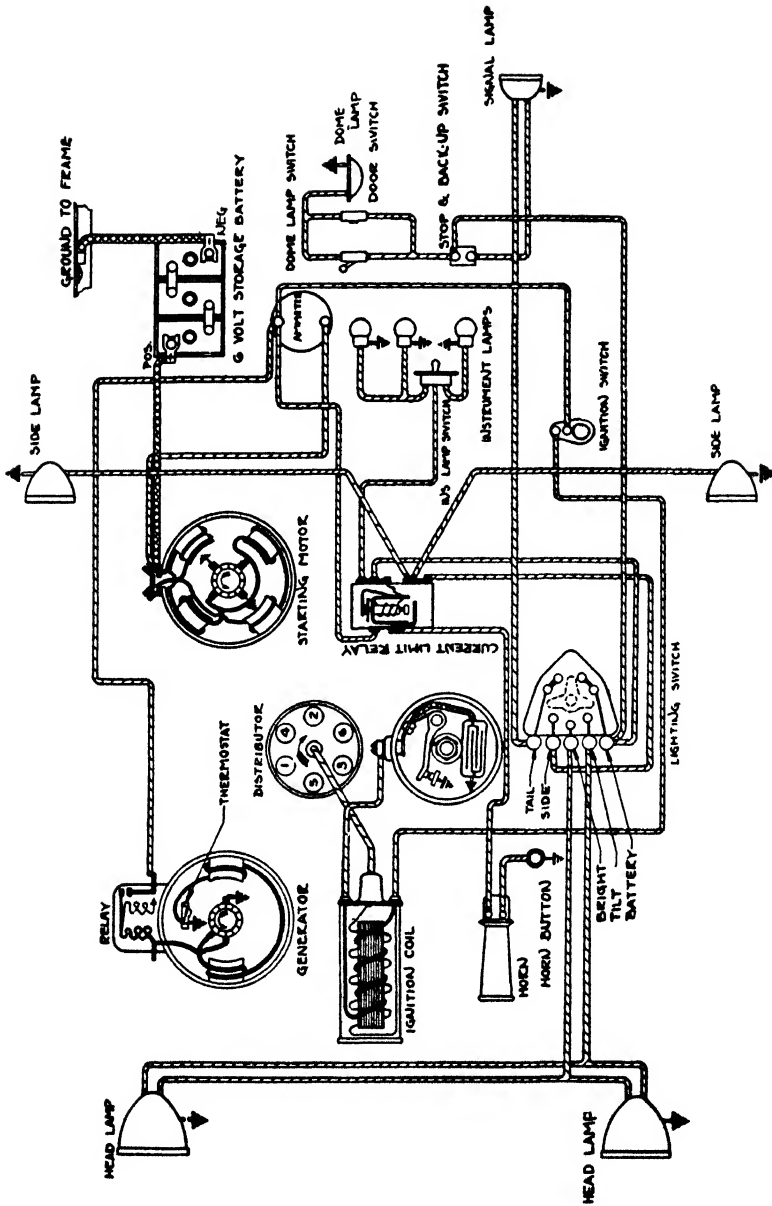 GROUND TO FRAME
NEG
6 VOLT STORAGE BATTERY
POS.
DOME LAMP SWITCH
DOME
LAMP
DOOR SWITCH
STOP & BACK-UP SWITCH
SIGNAL LAMP
SIDE LAMP
AMMETER
INS LAMP SWITCH
INSTRUMENT LAMPS
IGNITION SWITCH
SIDE LAMP
STARTING MOTOR
CURRENT LIMIT RELAY
THERMOSTAT
DISTRIBUTOR
1
4
2
6
3
5
LIGHTING SWITCH
RELAY
GENERATOR
IGNITION COIL
HORN
HORN BUTTON
TAIL
SIDE
BRIGHT
TILT
BATTERY
HEAD LAMP
HEAD LAMP